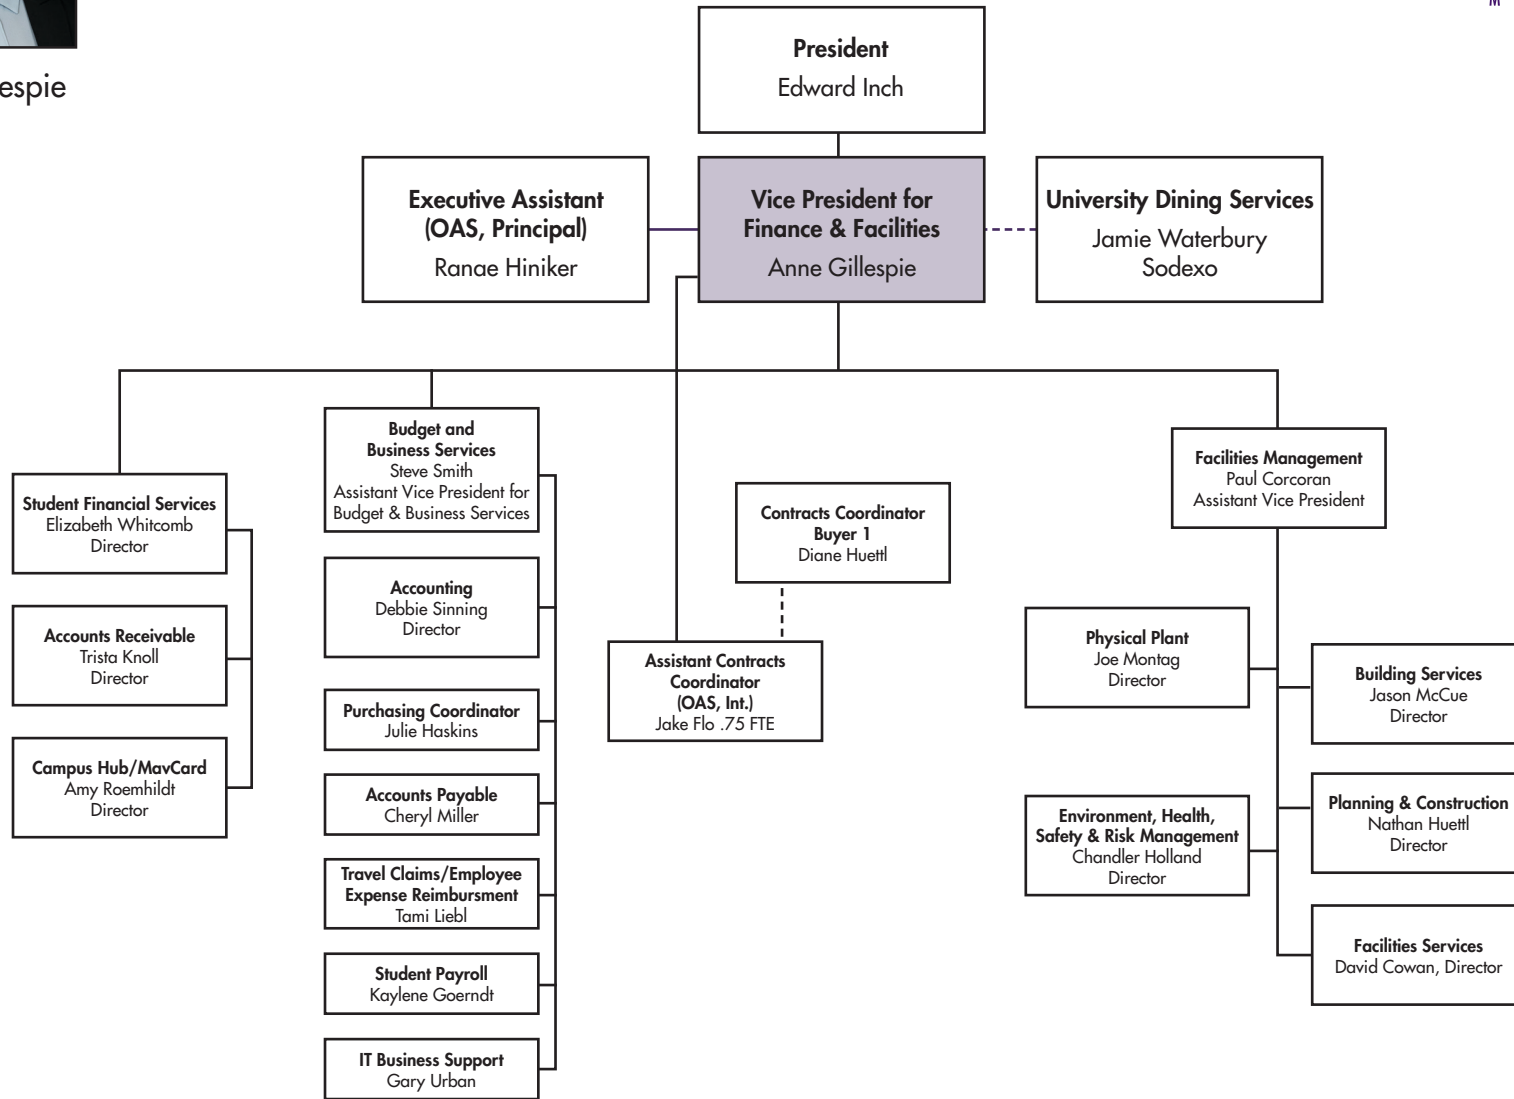 M
espie
President
Edward Inch
Executive Assistant
(OAS, Principal)
Ranae Hiniker
Vice President for
Finance & Facilities
Anne Gillespie
University Dining Services
Jamie Waterbury
Sodexo
Student Financial Services
Elizabeth Whitcomb
Director
Accounts Receivable
Trista Knoll
Director
Campus Hub/MavCard
Amy Roemhildt
Director
Budget and
Business Services
Steve Smith
Assistant Vice President for
Budget & Business Services
Accounting
Debbie Sinning
Director
Purchasing Coordinator
Julie Haskins
Accounts Payable
Cheryl Miller
Travel Claims/Employee
Expense Reimbursment
Tami Liebl
Student Payroll
Kaylene Goerndt
IT Business Support
Gary Urban
Contracts Coordinator
Buyer 1
Diane Huettl
Assistant Contracts
Coordinator
(OAS, Int.)
Jake Flo .75 FTE
Facilities Management
Paul Corcoran
Assistant Vice President
Physical Plant
Joe Montag
Director
Environment, Health,
Safety & Risk Management
Chandler Holland
Director
Building Services
Jason McCue
Director
Planning & Construction
Nathan Huettl
Director
Facilities Services
David Cowan, Director